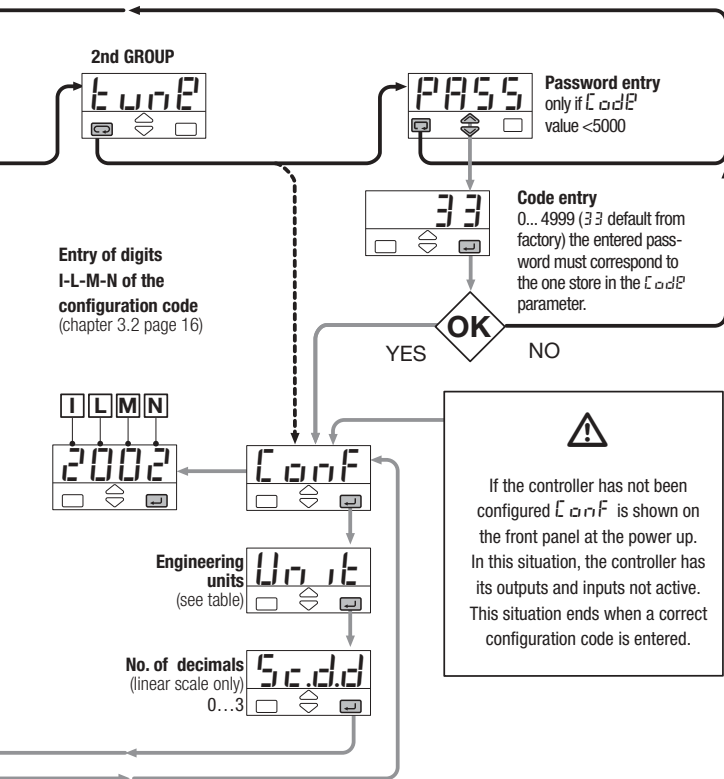 2nd GROUP
tunE
PASS
Password entry
only if CodE
value <5000
33
Code entry
0... 4999 (33 default from
factory) the entered pass-
word must correspond to
the one store in the CodE
parameter.
Entry of digits
I-L-M-N of the
configuration code
(chapter 3.2 page 16)
OK
YES
NO
I L M N
2002
ConF
If the controller has not been
configured ConF is shown on
the front panel at the power up.
In this situation, the controller has
its outputs and inputs not active.
This situation ends when a correct
configuration code is entered.
Engineering
units
(see table)
Unit
No. of decimals
(linear scale only)
0...3
Sc.d.d